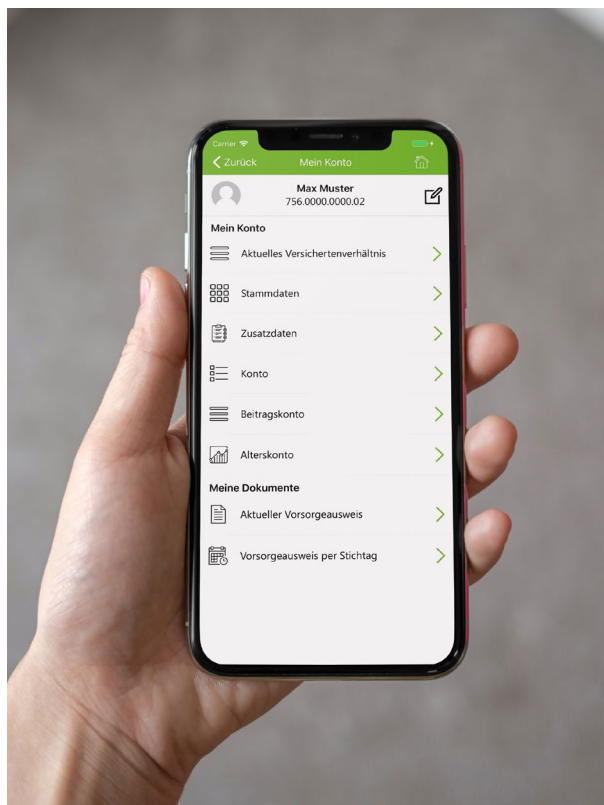 Carrier
Zurück
Mein Konto
Max Muster
756.0000.0000.02
Mein Konto
Aktuelles Versichertenverhältnis
Stammdaten
Zusatzdaten
Konto
Beitragskonto
Alterskonto
Meine Dokumente
Aktueller Vorsorgeausweis
Vorsorgeausweis per Stichtag